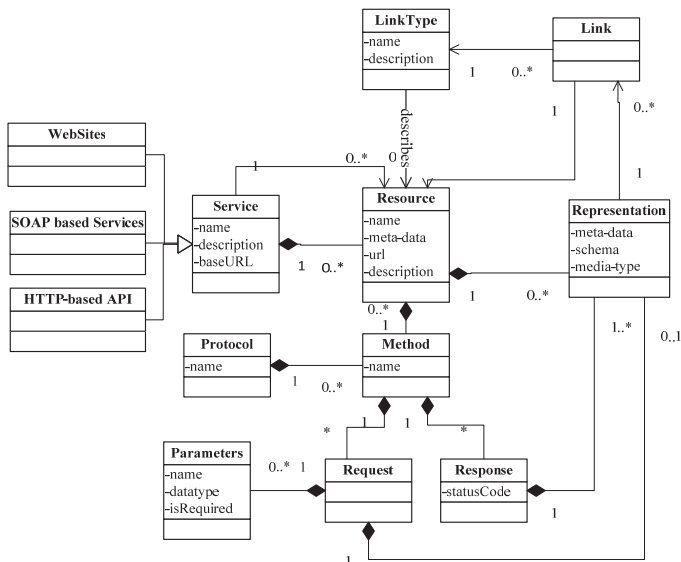 LinkType
-name
-description
Link
1
0..*
describes
1
0..*
1
WebSites
1
0..*
0
SOAP based Services
HTTP-based API
Service
-name
-description
-baseURL
1
0..*
Resource
-name
-meta-data
-url
-description
Representation
-meta-data
-schema
-media-type
1
0..*
0..*
1
1..*
0..1
Protocol
-name
1
0..*
Method
-name
1
1
*
*
Parameters
-name
-datatype
-isRequired
0..*
1
Request
Response
-statusCode
1
1